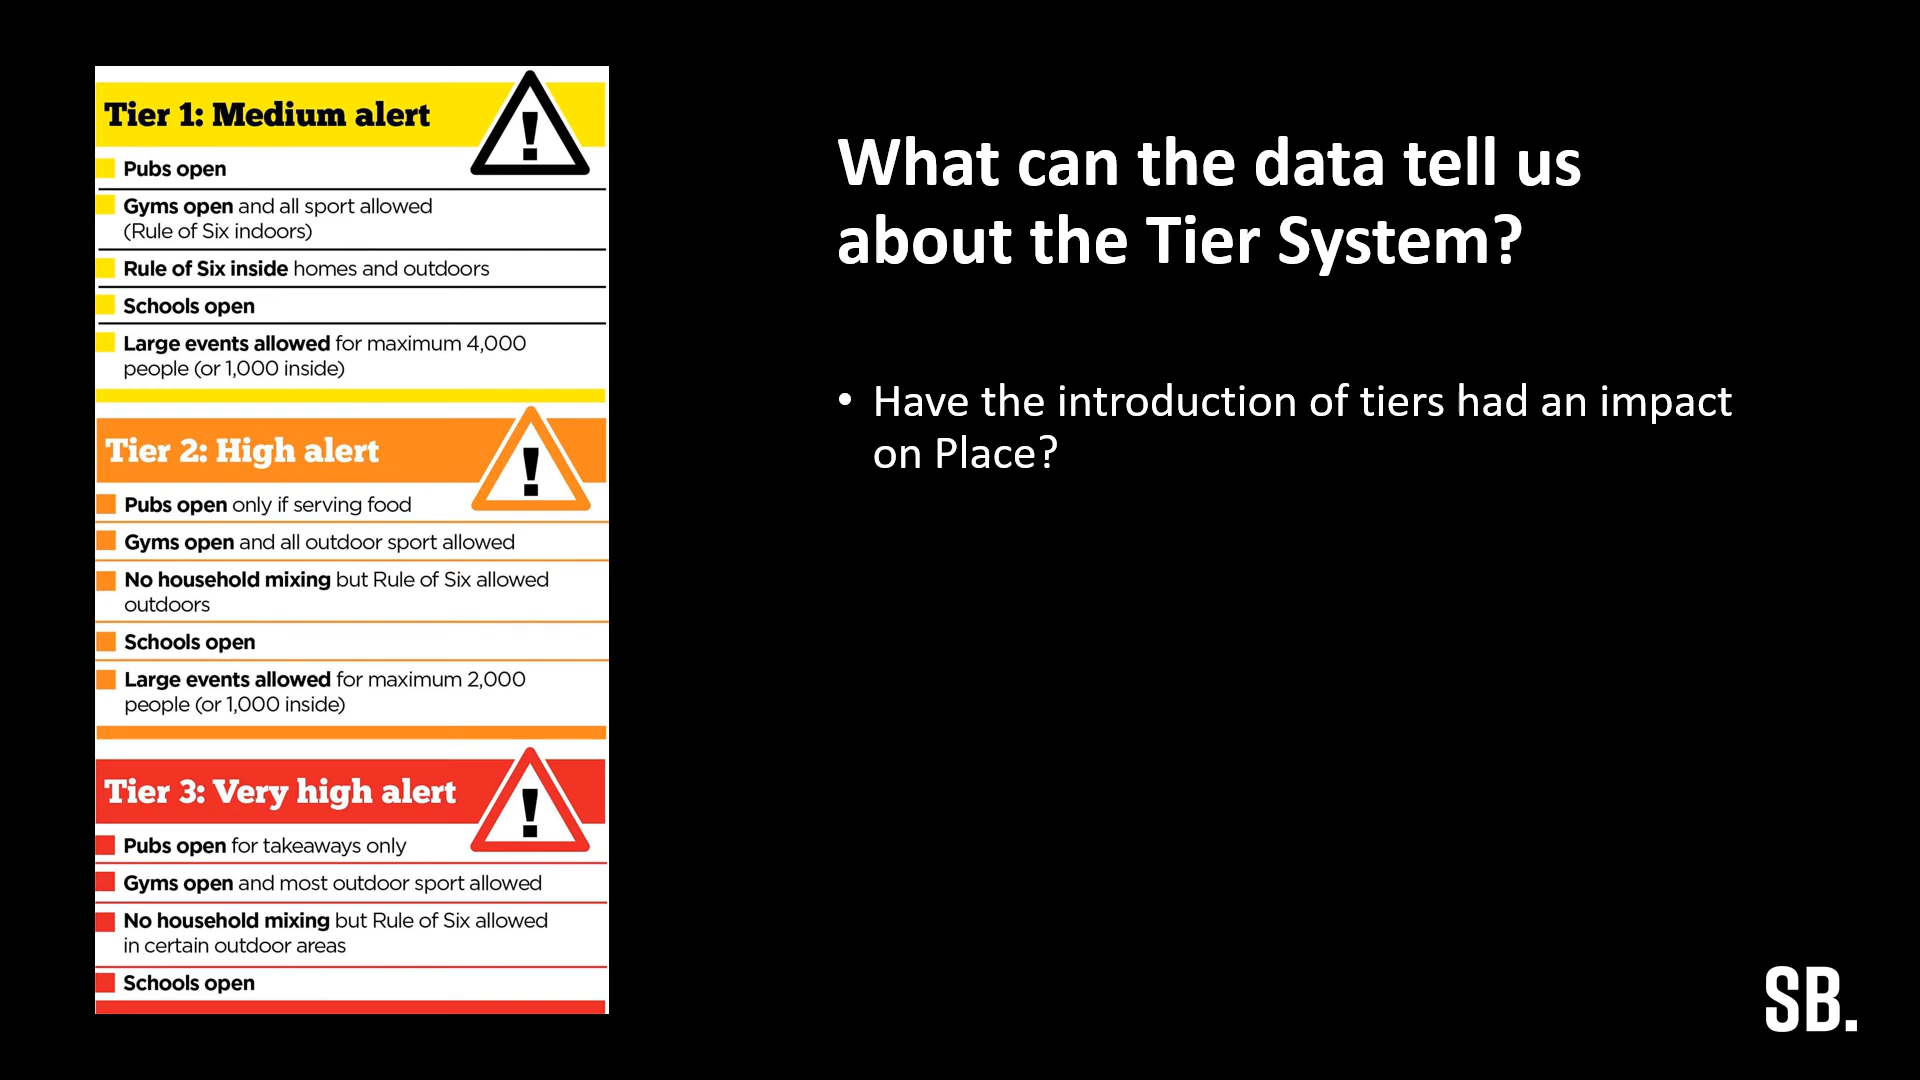 Tier 1: Medium alert
Pubs open
Gyms open and all sport allowed
(Rule of Six indoors)
Rule of Six inside homes and outdoors
Schools open
Large events allowed for maximum 4,000
people (or 1,000 inside)
Tier 2: High alert
Pubs open only if serving food
Gyms open and all outdoor sport allowed
No household mixing but Rule of Six allowed
outdoors
Schools open
Large events allowed for maximum 2,000
people (or 1,000 inside)
Tier 3: Very high alert
Pubs open for takeaways only
Gyms open and most outdoor sport allowed
No household mixing but Rule of Six allowed
in certain outdoor areas
Schools open
What can the data tell us
about the Tier System?
• Have the introduction of tiers had an impact
on Place?
SB.